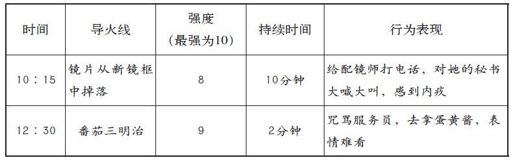 时间 导火线 强度 持续时间 行为表现
（最强为10）
10：15 镜片从新镜框 8 10分钟 给配镜师打电话，对她的秘书
中掉落 大喊大叫，感到内疚
12：30 番茄三明治 9 2分钟 咒骂服务员，去拿蛋黄酱，表
情难看